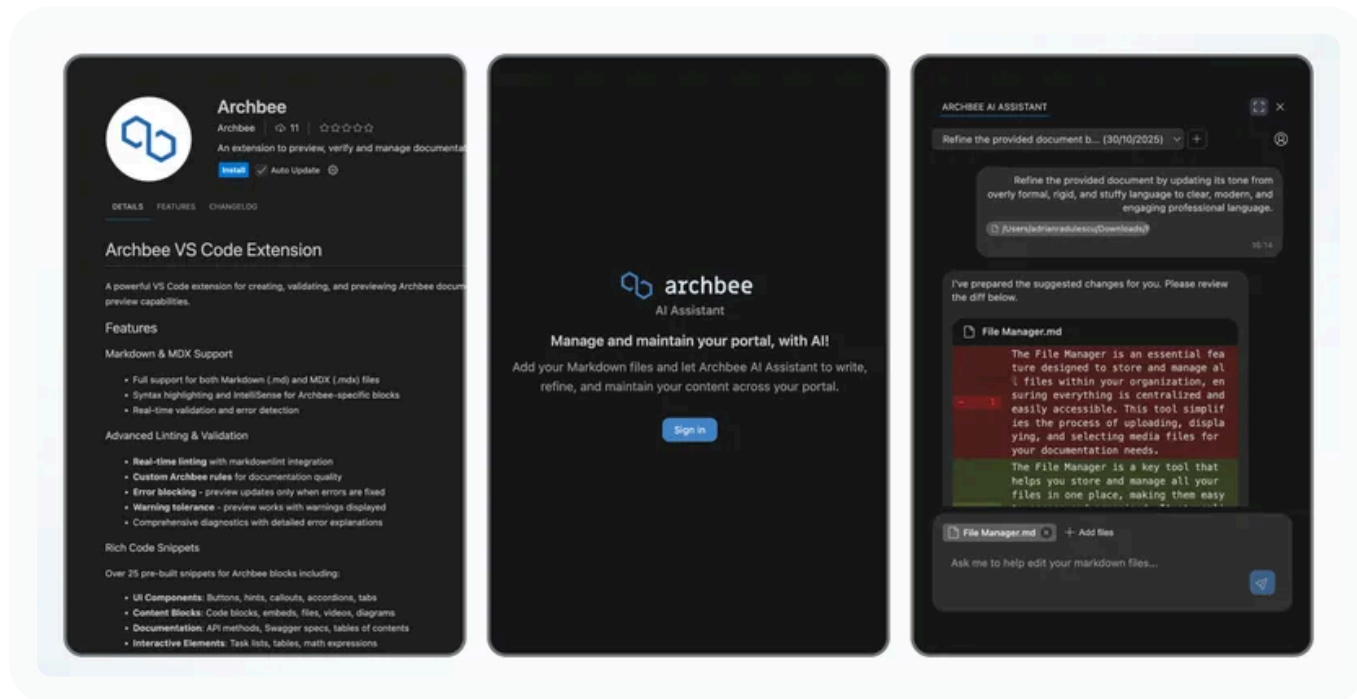 Archbee
Archbee 11
An extension to preview, verify and manage documentat
Install Auto Update
DETAILS FEATURES CHANGELOG
Archbee VS Code Extension
A powerful VS Code extension for creating, validating, and previewing Archbee docum
preview capabilities.
Features
Markdown & MDX Support
• Full support for both Markdown (.md) and MDX (.mdx) files
• Syntax highlighting and IntelliSense for Archbee-specific blocks
• Real-time validation and error detection
Advanced Linting & Validation
• Real-time linting with markdownlint integration
• Custom Archbee rules for documentation quality
• Error blocking - preview updates only when errors are fixed
• Warning tolerance - preview works with warnings displayed
• Comprehensive diagnostics with detailed error explanations
Rich Code Snippets
Over 25 pre-built snippets for Archbee blocks including:
• UI Components: Buttons, hints, callouts, accordions, tabs
• Content Blocks: Code blocks, embeds, files, videos, diagrams
• Documentation: API methods, Swagger specs, tables of contents
• Interactive Elements: Task lists, tables, math expressions
archbee
AI Assistant
Manage and maintain your portal, with AI!
Add your Markdown files and let Archbee AI Assistant to write,
refine, and maintain your content across your portal.
Sign in
ARCHBEE AI ASSISTANT
Refine the provided document b... (30/10/2025)
Refine the provided document by updating its tone from
overly formal, rigid, and stuffy language to clear, modern, and
engaging professional language.
/Users/adrianradulescu/Downloads/
16:14
I've prepared the suggested changes for you. Please review
the diff below.
File Manager.md
The File Manager is an essential fea
ture designed to store and manage al
l files within your organization, en
- 1 suring everything is centralized and
easily accessible. This tool simplif
ies the process of uploading, displa
ying, and selecting media files for
your documentation needs.
The File Manager is a key tool that
helps you store and manage all your
files in one place, making them easy
File Manager.md + Add files
Ask me to help edit your markdown files...